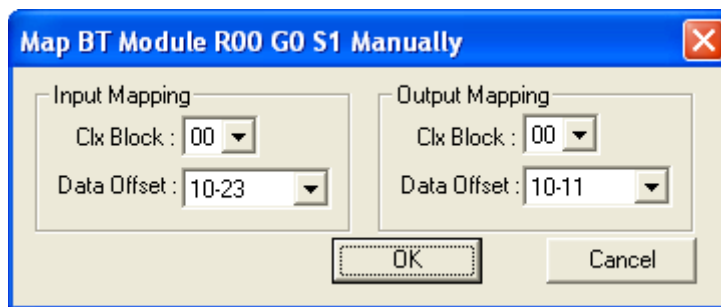 Map BT Module R00 G0 S1 Manually
Input Mapping
Clx Block : 00
Data Offset : 10-23
Output Mapping
Clx Block : 00
Data Offset : 10-11
OK
Cancel